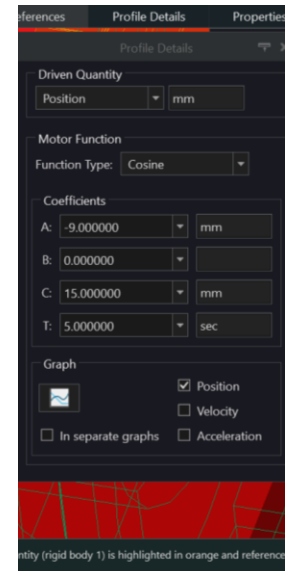 eferences Profile Details Properties
Profile Details
Driven Quantity
Position mm
Motor Function
Function Type: Cosine
Coefficients
A: -9.000000 mm
B: 0.000000
C: 15.000000 mm
T: 5.000000 sec
Graph
Position
Velocity
In separate graphs Acceleration
ntity (rigid body 1) is highlighted in orange and reference